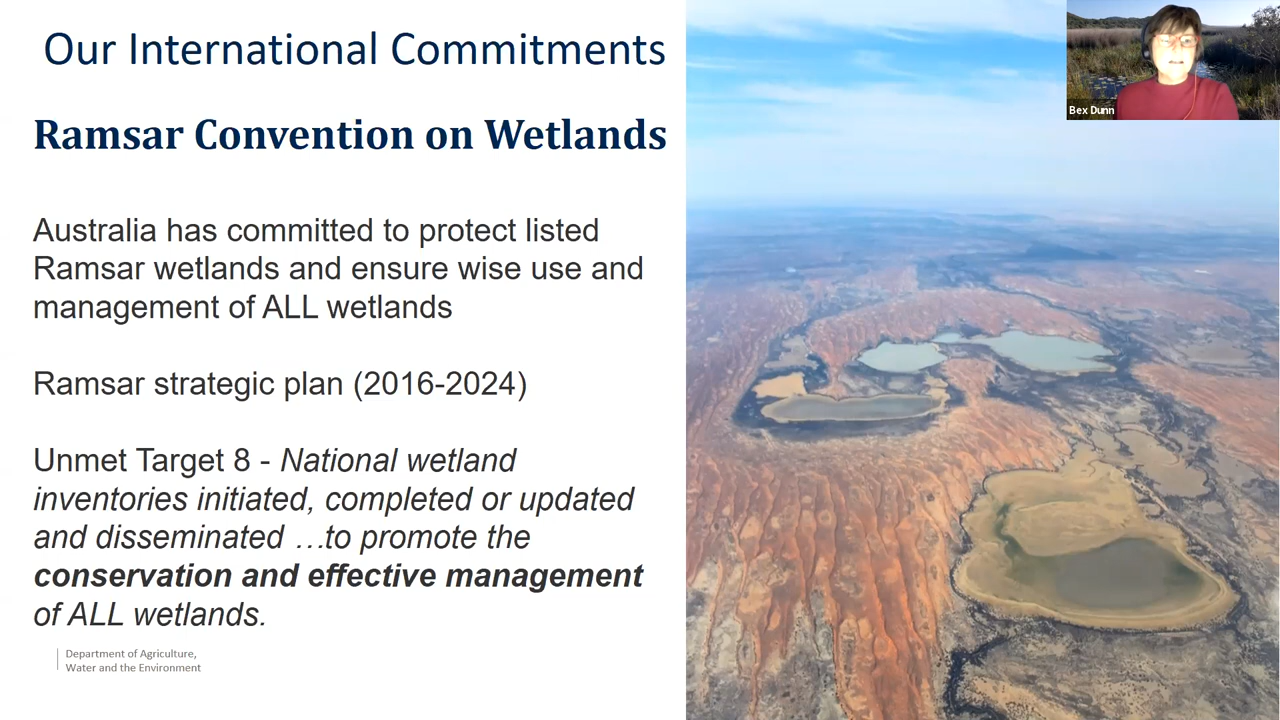 Our International Commitments
Ramsar Convention on Wetlands
Australia has committed to protect listed
Ramsar wetlands and ensure wise use and
management of ALL wetlands
Ramsar strategic plan (2016-2024)
Unmet Target 8 - National wetland
inventories initiated, completed or updated
and disseminated …to promote the
conservation and effective management
of ALL wetlands.
Department of Agriculture,
Water and the Environment
Bex Dunn